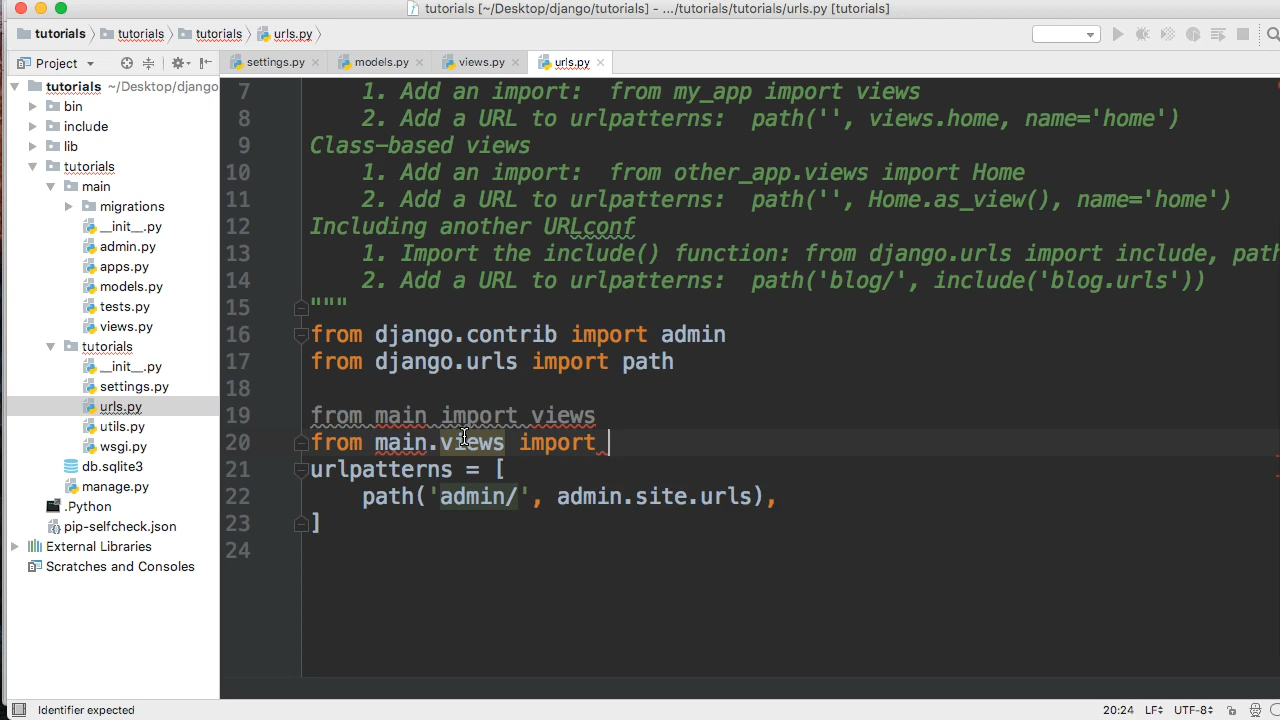 tutorials [~/Desktop/django/tutorials] - .../tutorials/tutorials/urls.py [tutorials]
tutorials tutorials tutorials urls.py
Project settings.py models.py views.py urls.py
tutorials ~/Desktop/django
bin
include
lib
tutorials
main
migrations
__init__.py
admin.py
apps.py
models.py
tests.py
views.py
tutorials
__init__.py
settings.py
urls.py
utils.py
wsgi.py
db.sqlite3
manage.py
.Python
pip-selfcheck.json
External Libraries
Scratches and Consoles
7 1. Add an import:  from my_app import views
8 2. Add a URL to urlpatterns:  path('', views.home, name='home')
9 Class-based views
10 1. Add an import:  from other_app.views import Home
11 2. Add a URL to urlpatterns:  path('', Home.as_view(), name='home')
12 Including another URLconf
13 1. Import the include() function: from django.urls import include, path
14 2. Add a URL to urlpatterns:  path('blog/', include('blog.urls'))
15 """
16 from django.contrib import admin
17 from django.urls import path
18
19 from main import views
20 from main.views import
21 urlpatterns = [
22 path('admin/', admin.site.urls),
23 ]
24
Identifier expected 20:24 LF UTF-8